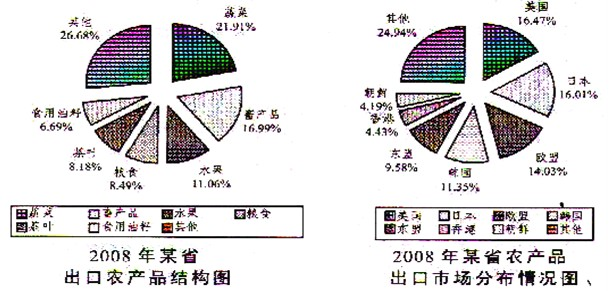 其他
26.68%
蔬菜
21.91%
食用油籽
6.69%
畜产品
16.99%
茶叶
8.18%
粮食
8.49%
水果
11.06%
蔬菜 畜产品 水果 粮食
茶叶 食用油籽 其他
2008年某省
出口农产品结构图
其他
24.94%
美国
16.47%
朝鲜
4.19%
香港
4.43%
日本
16.01%
东盟
9.58%
韩国
11.35%
欧盟
14.03%
美国 日本 欧盟 韩国
东盟 香港 朝鲜 其他
2008年某省农产品
出口市场分布情况图、